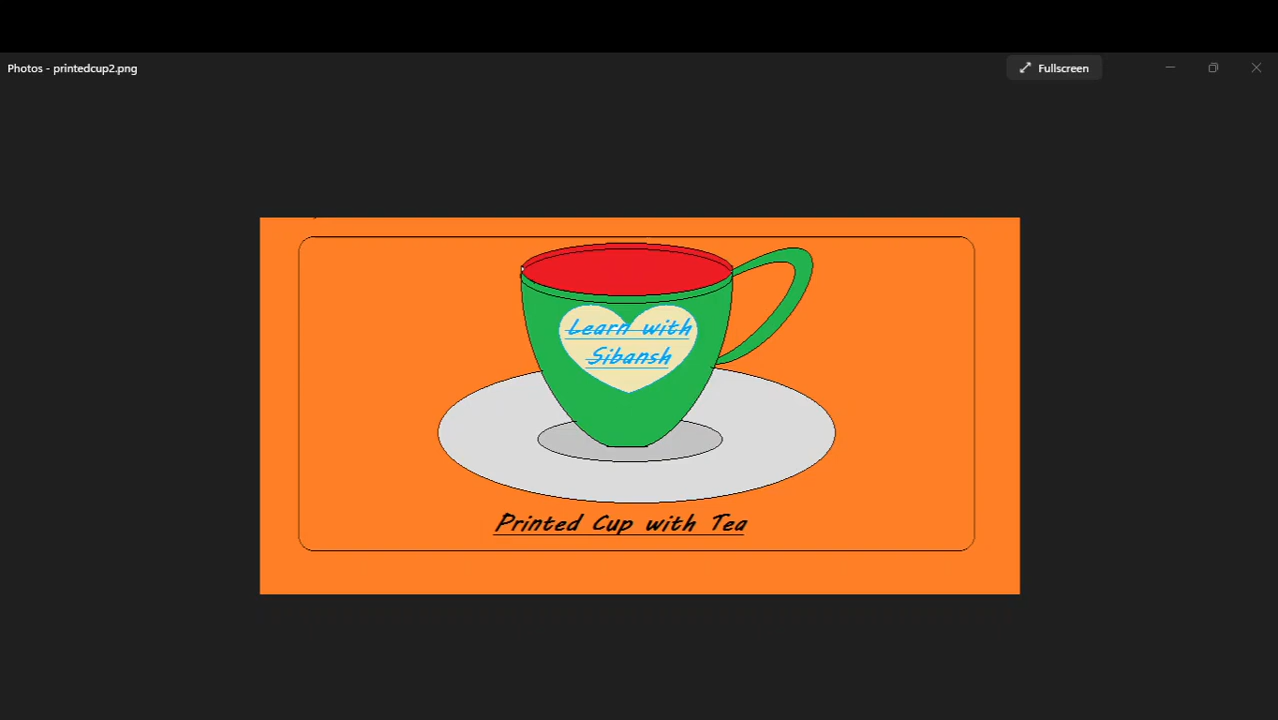 Photos - printedcup2.png
Fullscreen
Learn with
Sibansh
Printed Cup with Tea